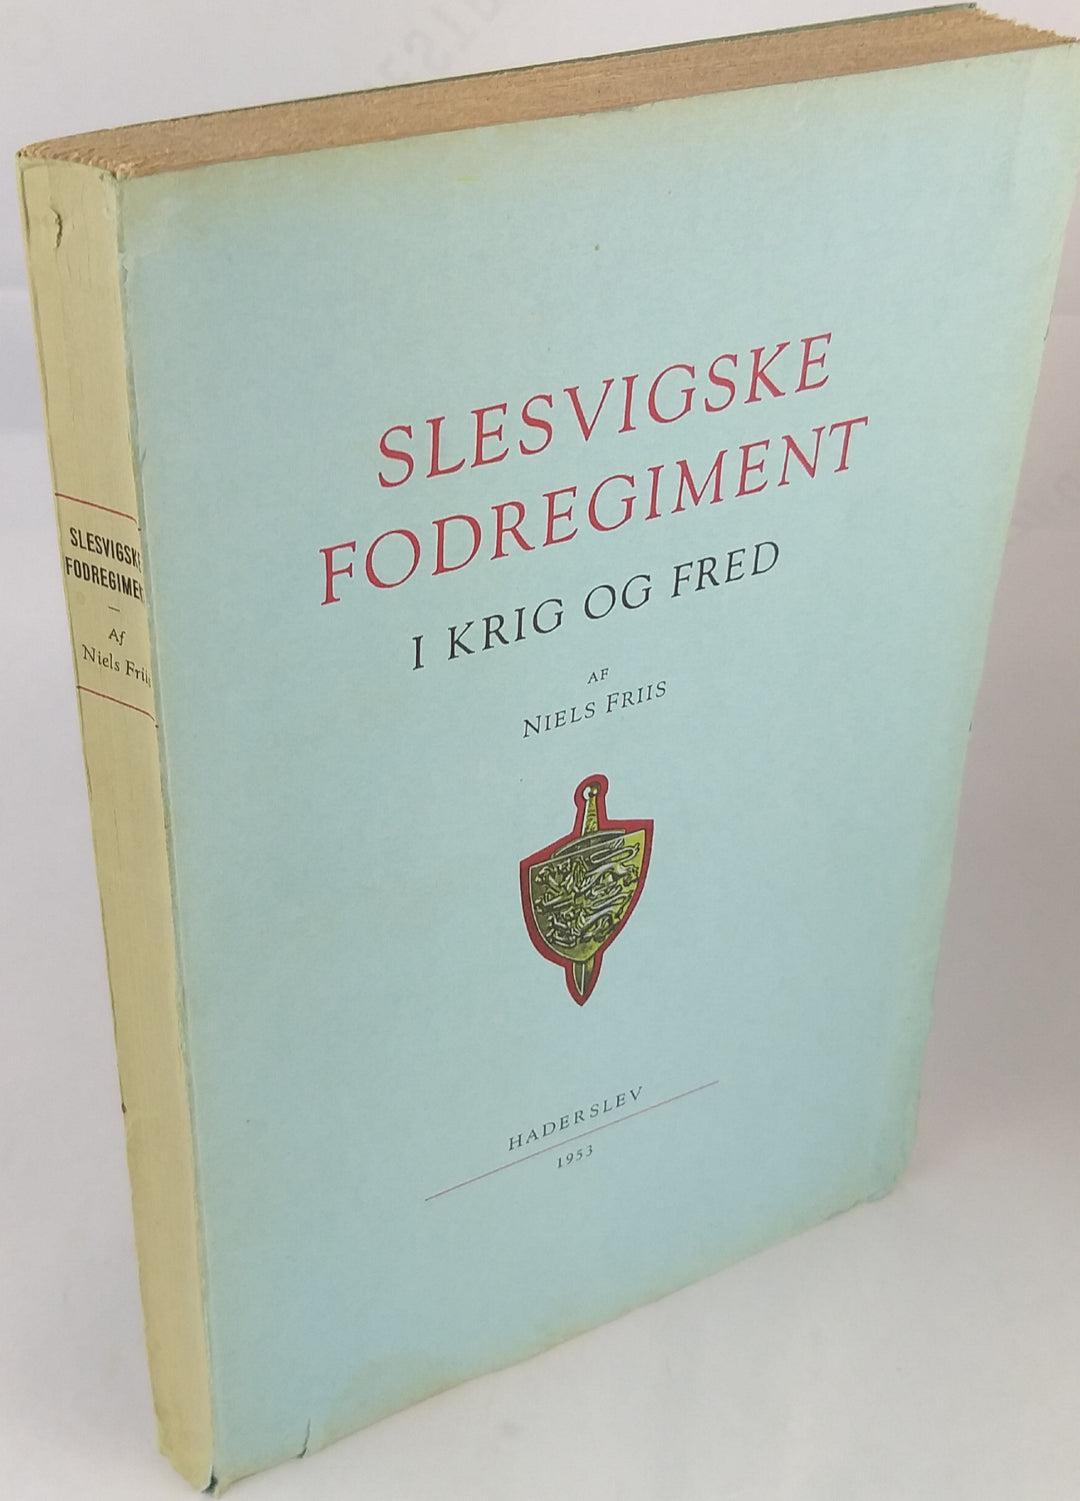 SLESVIGSKE
FODREGIMENT
I KRIG OG FRED
AF
NIELS FRIIS
HADERSLEV
1953
SLESVIGSKE
FODREGIMENT
Af
Niels Friis